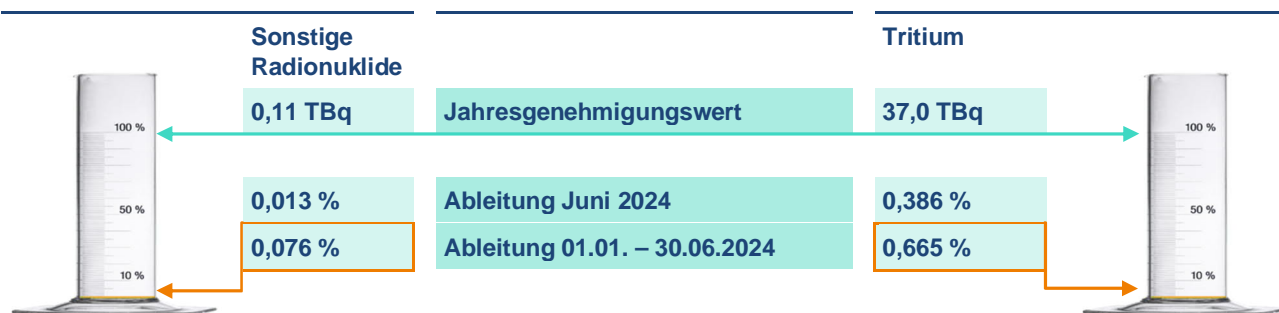 Sonstige
Radionuklide
Tritium
0,11 TBq
Jahresgenehmigungswert
37,0 TBq
100 %
100 %
0,013 %
Ableitung Juni 2024
0,386 %
50 %
50 %
0,076 %
Ableitung 01.01. – 30.06.2024
0,665 %
10 %
10 %